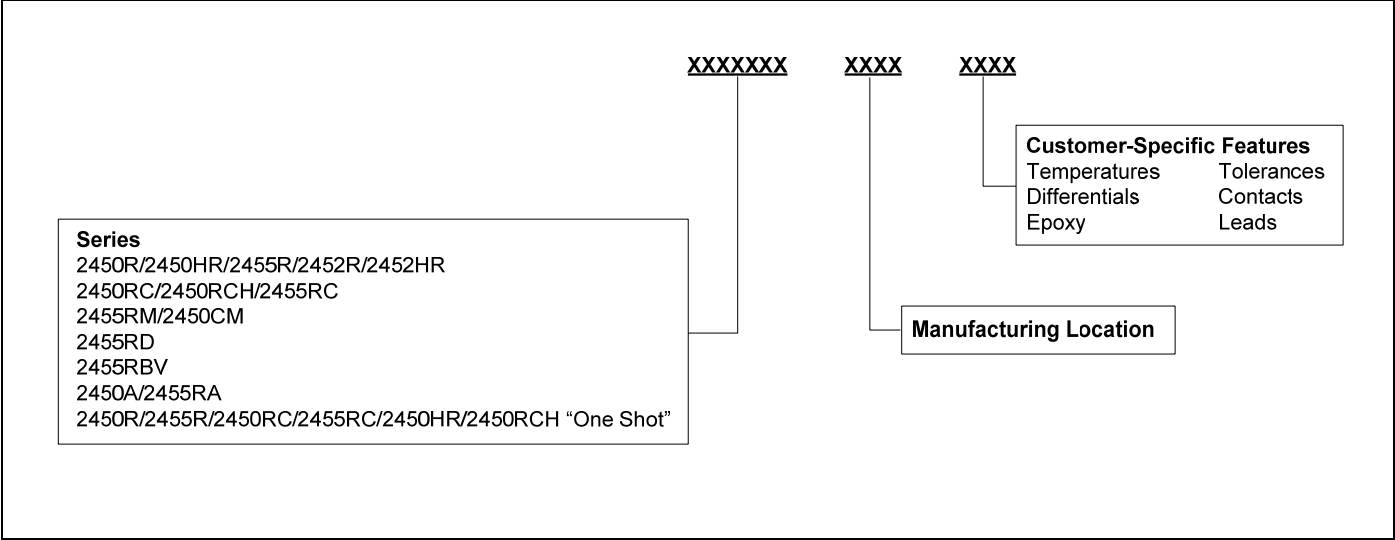 XXXXXXX XXXX XXXX
Customer-Specific Features
Temperatures Tolerances
Differentials Contacts
Epoxy Leads
Series
2450R/2450HR/2455R/2452R/2452HR
2450RC/2450RCH/2455RC
2455RM/2450CM
2455RD
2455RBV
2450A/2455RA
2450R/2455R/2450RC/2455RC/2450HR/2450RCH “One Shot”
Manufacturing Location